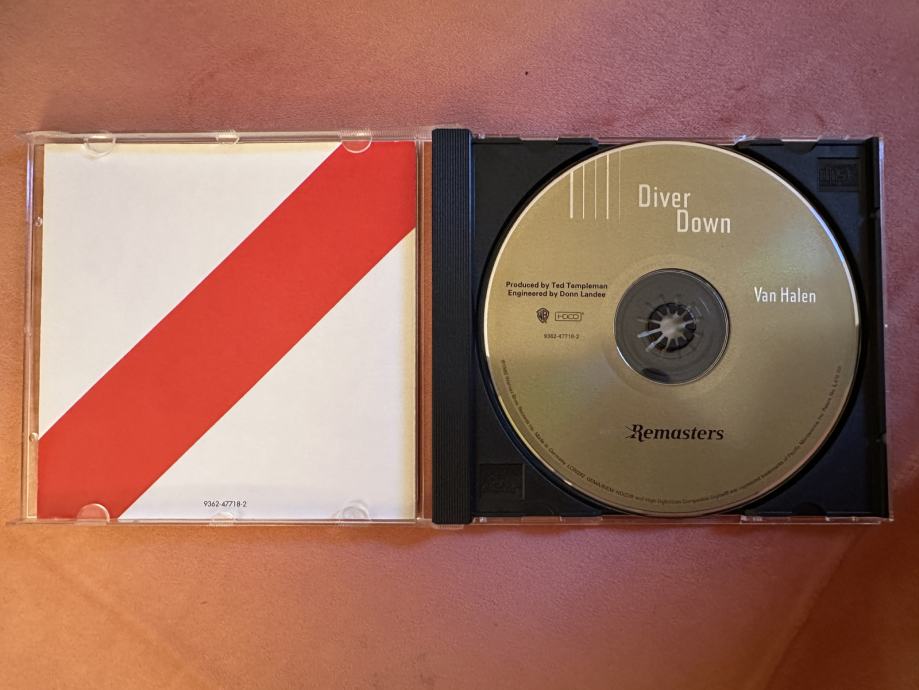 9362-47718-2
Diver
Down
Produced by Ted Templeman
Engineered by Donn Landee
Van Halen
HDCD
9362-47718-2
Remasters